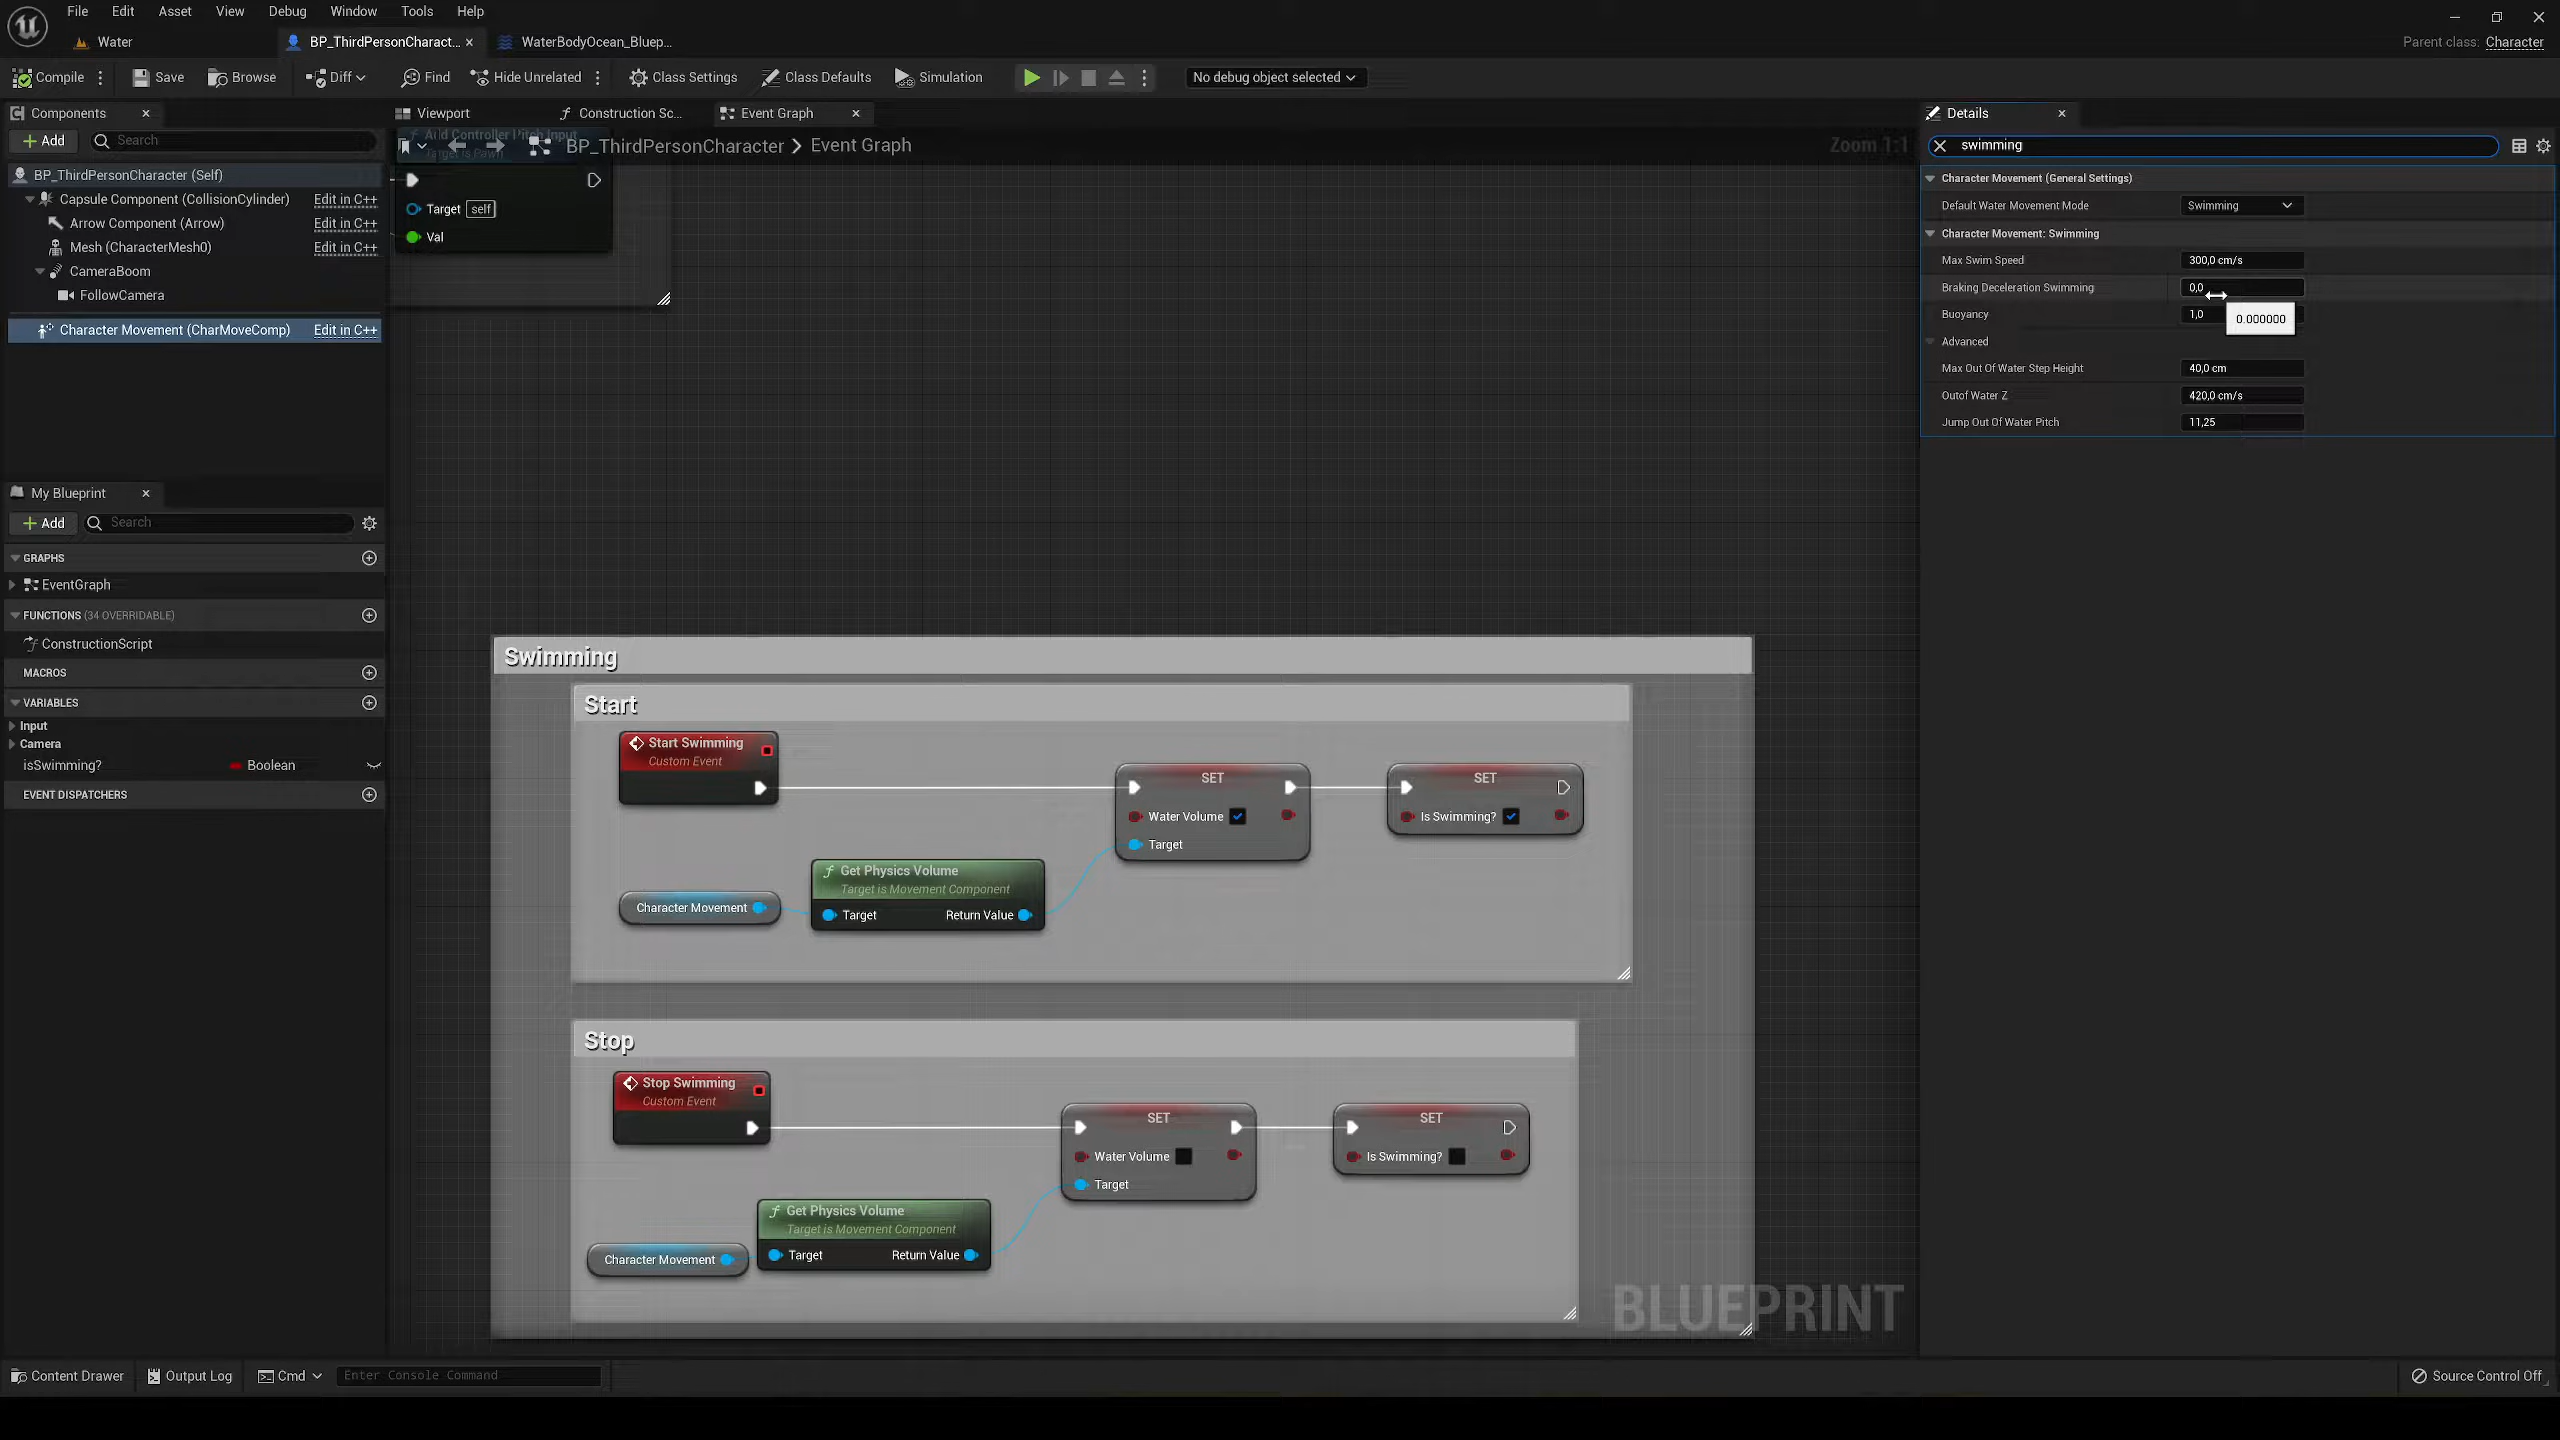 File Edit Asset View Debug Window Tools Help
Water BP_ThirdPersonCharact... WaterBodyOcean_Bluep...
Parent class: Character
Compile Save Browse Diff Find Hide Unrelated Class Settings Class Defaults Simulation No debug object selected
Components
Add Search
BP_ThirdPersonCharacter (Self)
Capsule Component (CollisionCylinder) Edit in C++
Arrow Component (Arrow) Edit in C++
Mesh (CharacterMesh0) Edit in C++
CameraBoom
FollowCamera
Character Movement (CharMoveComp) Edit in C++
My Blueprint
Add Search
GRAPHS
EventGraph
FUNCTIONS (34 OVERRIDABLE)
ConstructionScript
MACROS
VARIABLES
Input
Camera
isSwimming? Boolean
EVENT DISPATCHERS
Viewport Construction Sc... Event Graph
BP_ThirdPersonCharacter > Event Graph
Zoom 1:1
f Add Controller Pitch Input
Target is Pawn
Target self
Val
Swimming
Start
Start Swimming
Custom Event
SET
Water Volume
Target
SET
Is Swimming?
f Get Physics Volume
Target is Movement Component
Target Return Value
Character Movement
Stop
Stop Swimming
Custom Event
SET
Water Volume
Target
SET
Is Swimming?
f Get Physics Volume
Target is Movement Component
Target Return Value
Character Movement
BLUEPRINT
Details
swimming
Character Movement (General Settings)
Default Water Movement Mode Swimming
Character Movement: Swimming
Max Swim Speed 300,0 cm/s
Braking Deceleration Swimming 0,0
Buoyancy 1,0
0.000000
Advanced
Max Out Of Water Step Height 40,0 cm
Outof Water Z 420,0 cm/s
Jump Out Of Water Pitch 11,25
Content Drawer Output Log Cmd Enter Console Command
Source Control Off